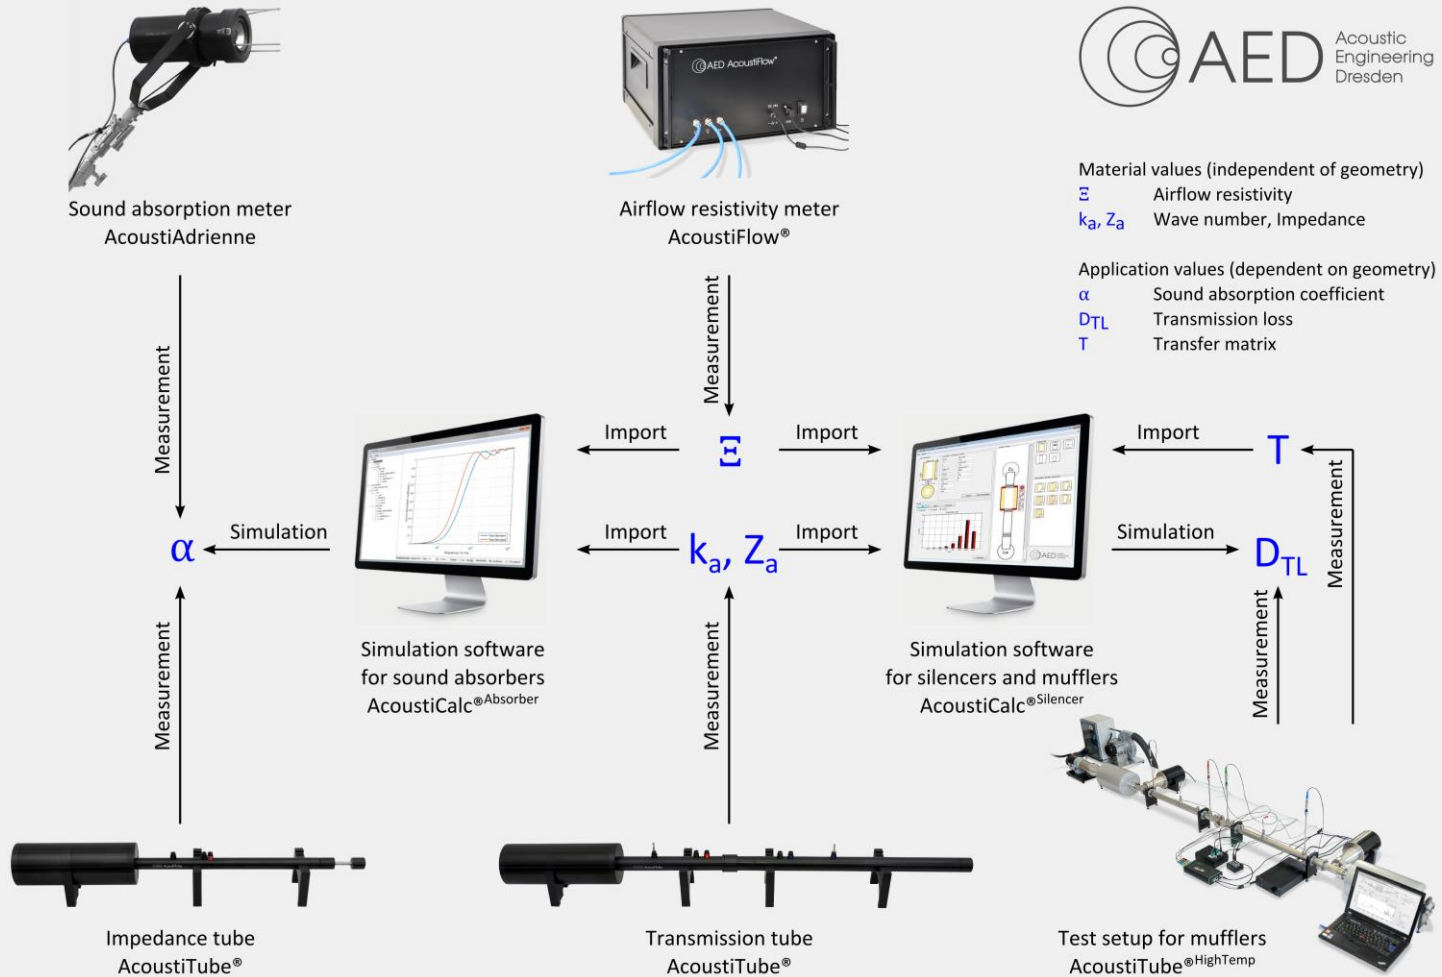 AED AcoustiFlow®
AED
Acoustic
Engineering
Dresden
Sound absorption meter
AcoustiAdrienne
Airflow resistivity meter
AcoustiFlow®
Material values (independent of geometry)
Ξ Airflow resistivity
ka, Za Wave number, Impedance
Application values (dependent on geometry)
α Sound absorption coefficient
DTL Transmission loss
T Transfer matrix
Measurement
Measurement
Import
Ξ
Import
Import
T
α
Simulation
Import
ka, Za
Import
Simulation
DTL
Measurement
AED
Simulation software
for sound absorbers
AcoustiCalc®Absorber
Simulation software
for silencers and mufflers
AcoustiCalc®Silencer
Measurement
Measurement
Measurement
Impedance tube
AcoustiTube®
Transmission tube
AcoustiTube®
Test setup for mufflers
AcoustiTube®HighTemp